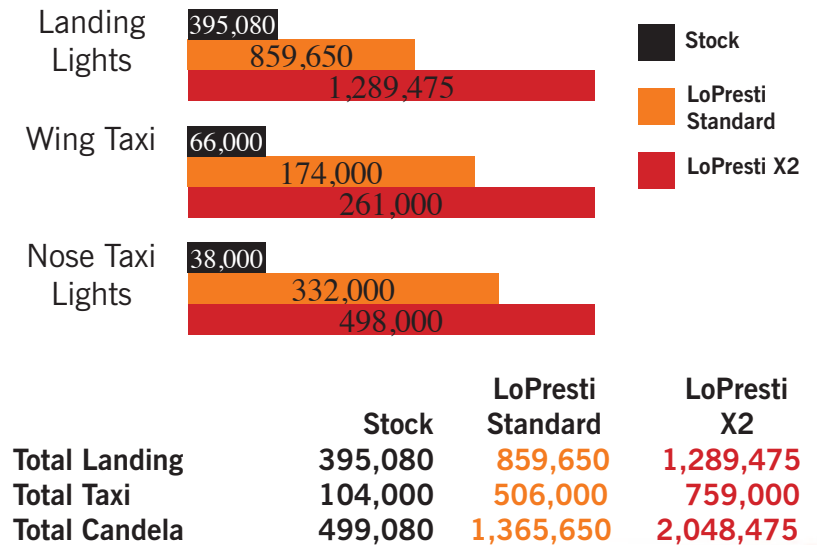 Landing
Lights
395,080
859,650
1,289,475
Wing Taxi
66,000
174,000
261,000
Nose Taxi
Lights
38,000
332,000
498,000
Stock
LoPresti
Standard
LoPresti X2
Stock LoPresti Standard LoPresti X2
Total Landing 395,080 859,650 1,289,475
Total Taxi 104,000 506,000 759,000
Total Candela 499,080 1,365,650 2,048,475